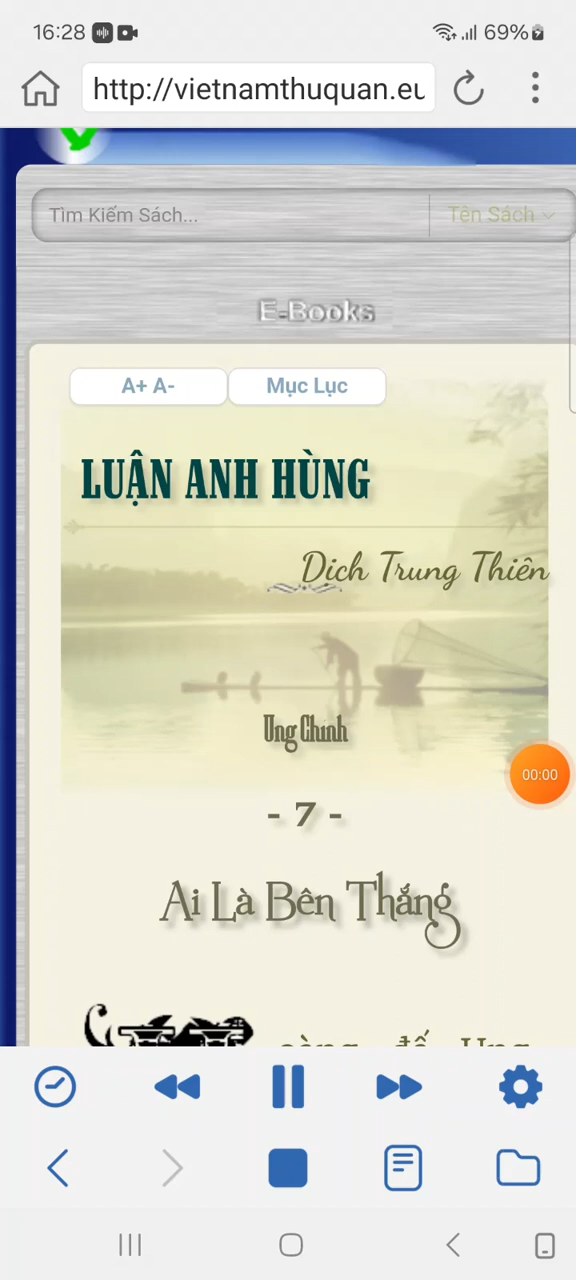 16:28
69%
http://vietnamthuquan.eu
Tìm Kiếm Sách...
Tên Sách
E-Books
A+ A-
Mục Lục
LUẬN ANH HÙNG
Dịch Trung Thiên
Ung Chính
00:00
- 7 -
Ai Là Bên Thắng